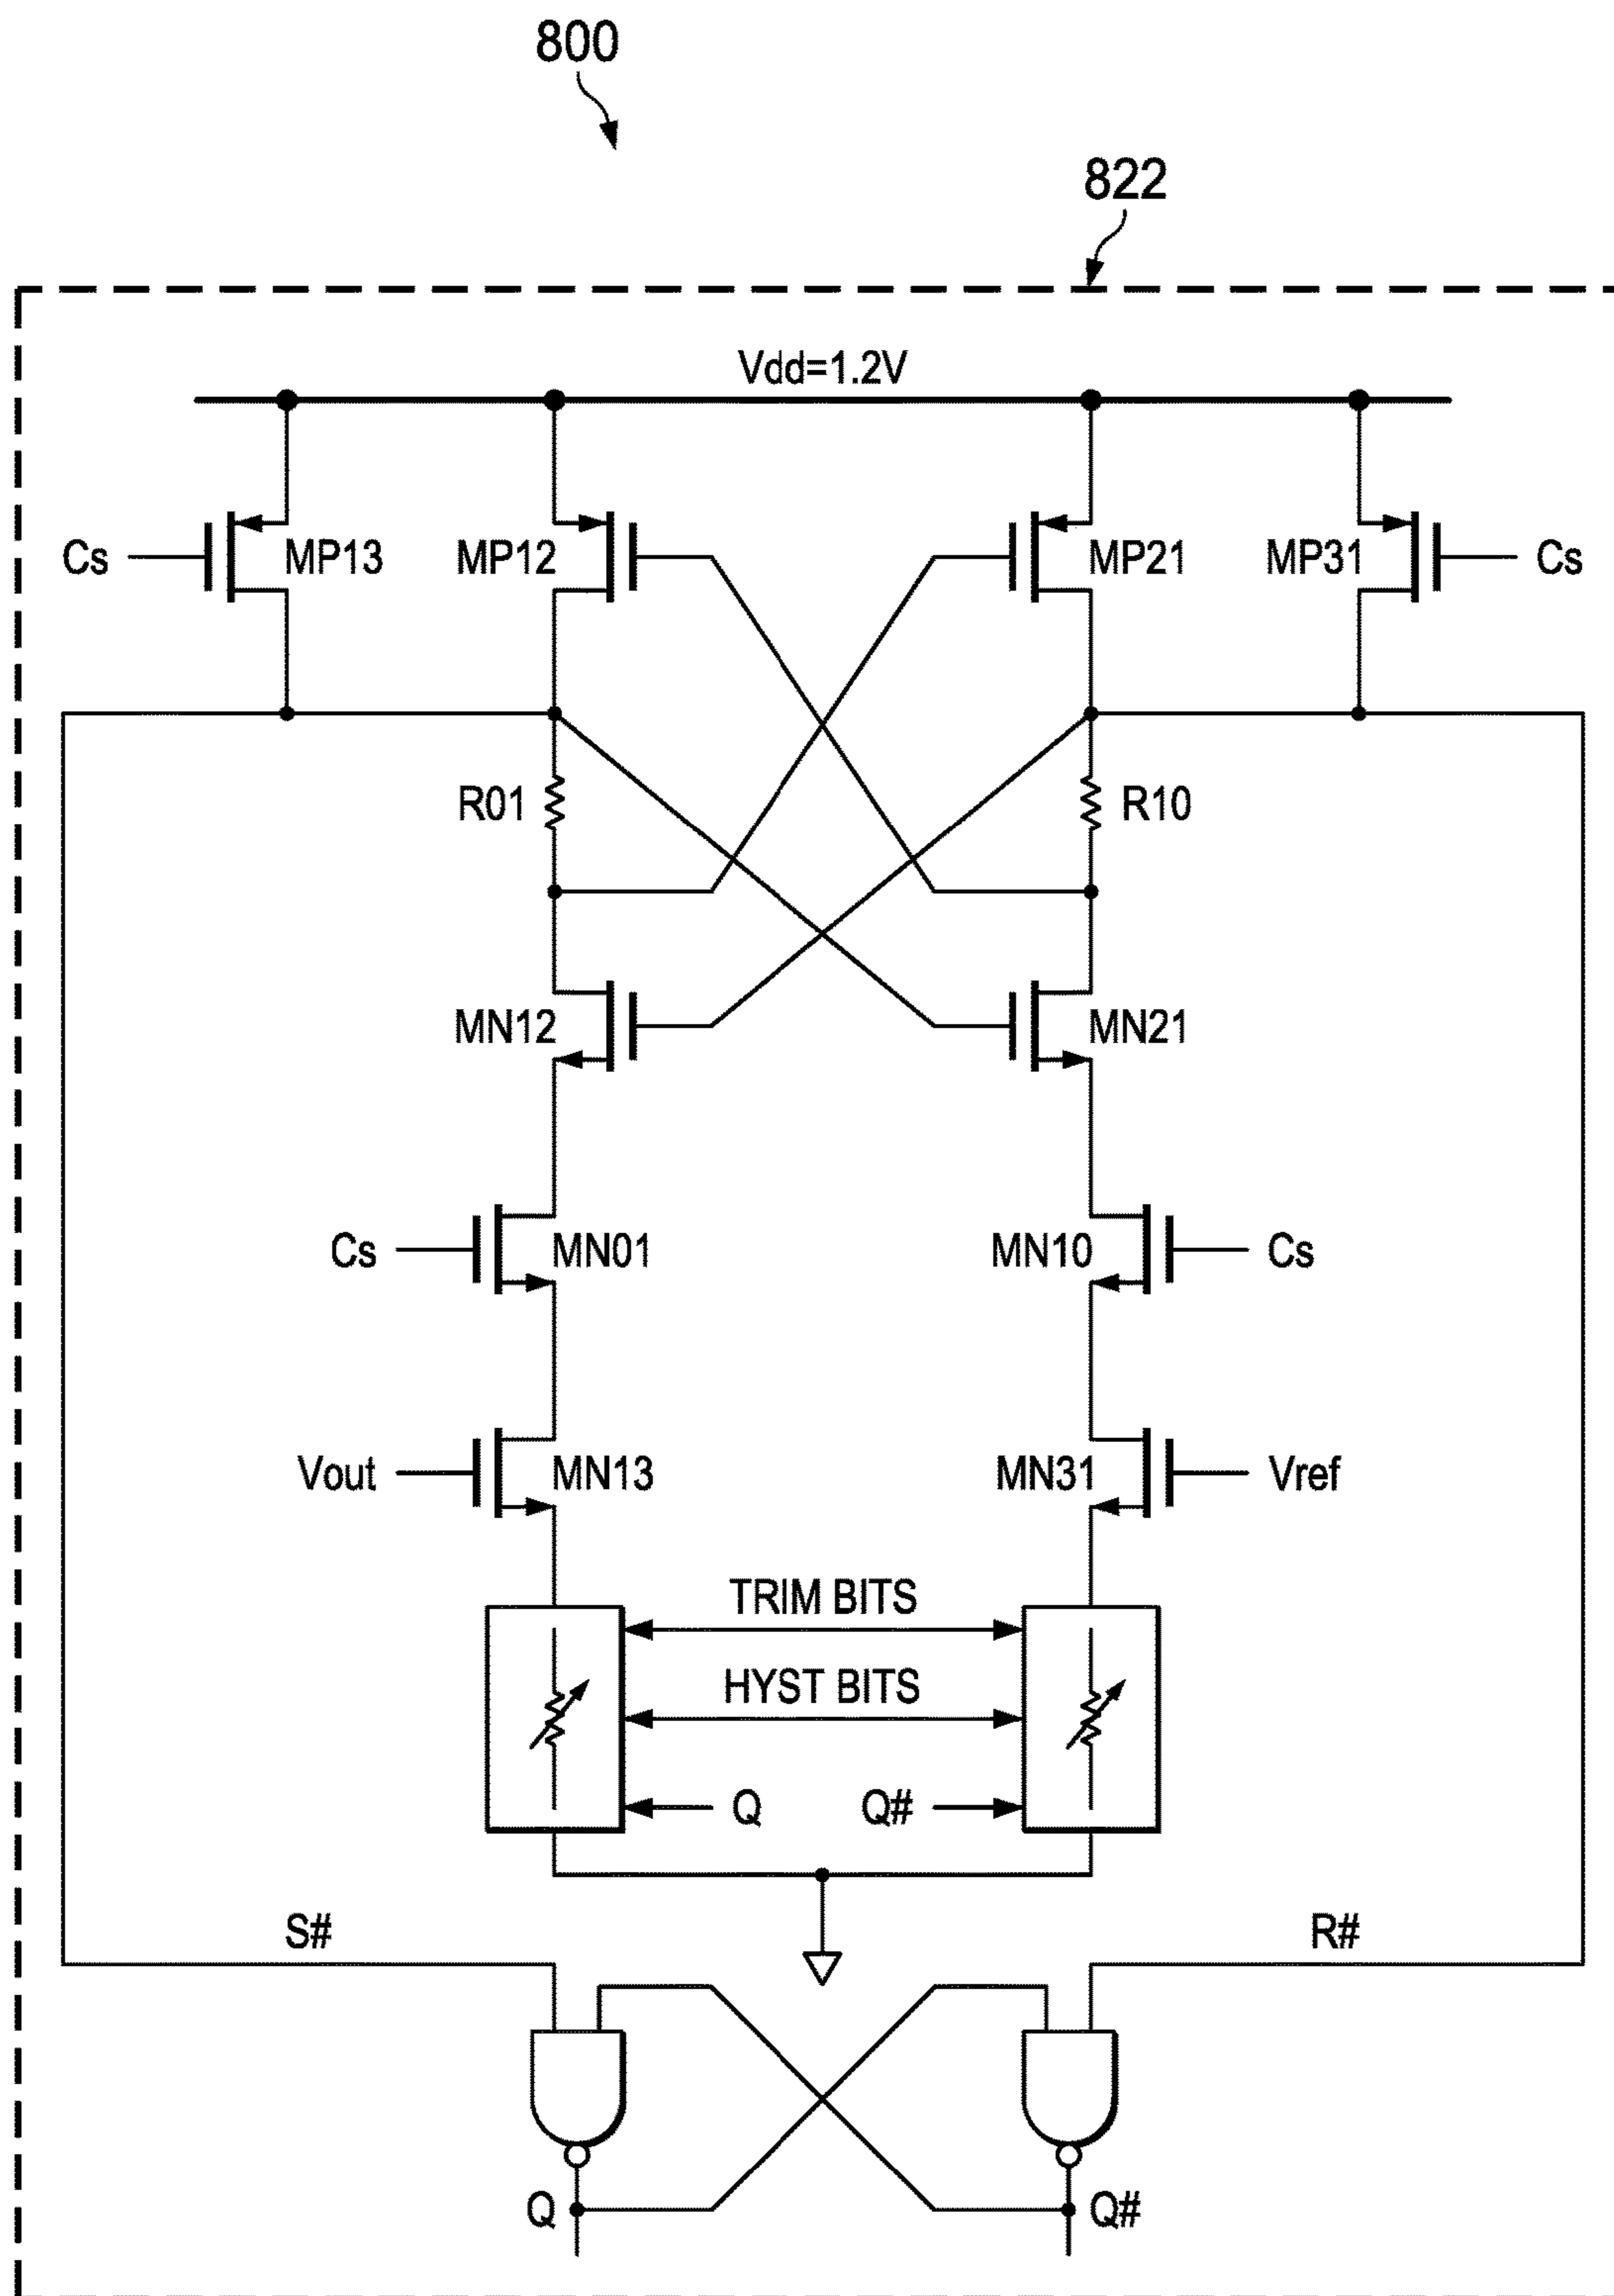 800
822
Vdd=1.2V
Cs MP13 MP12 MP21 MP31 Cs
R01 R10
MN12 MN21
Cs MN01 MN10 Cs
Vout MN13 MN31 Vref
TRIM BITS
HYST BITS
Q Q#
S# R#
Q Q#